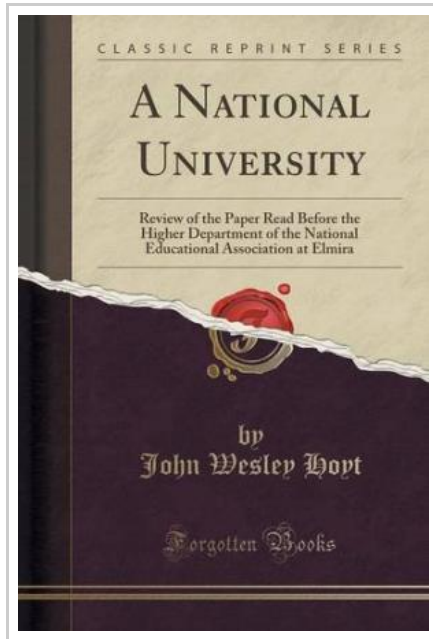 CLASSIC REPRINT SERIES
A NATIONAL
UNIVERSITY
Review of the Paper Read Before the
Higher Department of the National
Educational Association at Elmira
by
John Wesley Hoyt
Forgotten Books